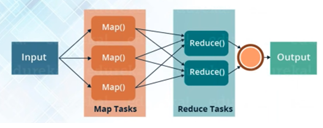 Input
Map()
Map()
Map()
Map Tasks
Reduce()
Reduce()
Reduce Tasks
Output